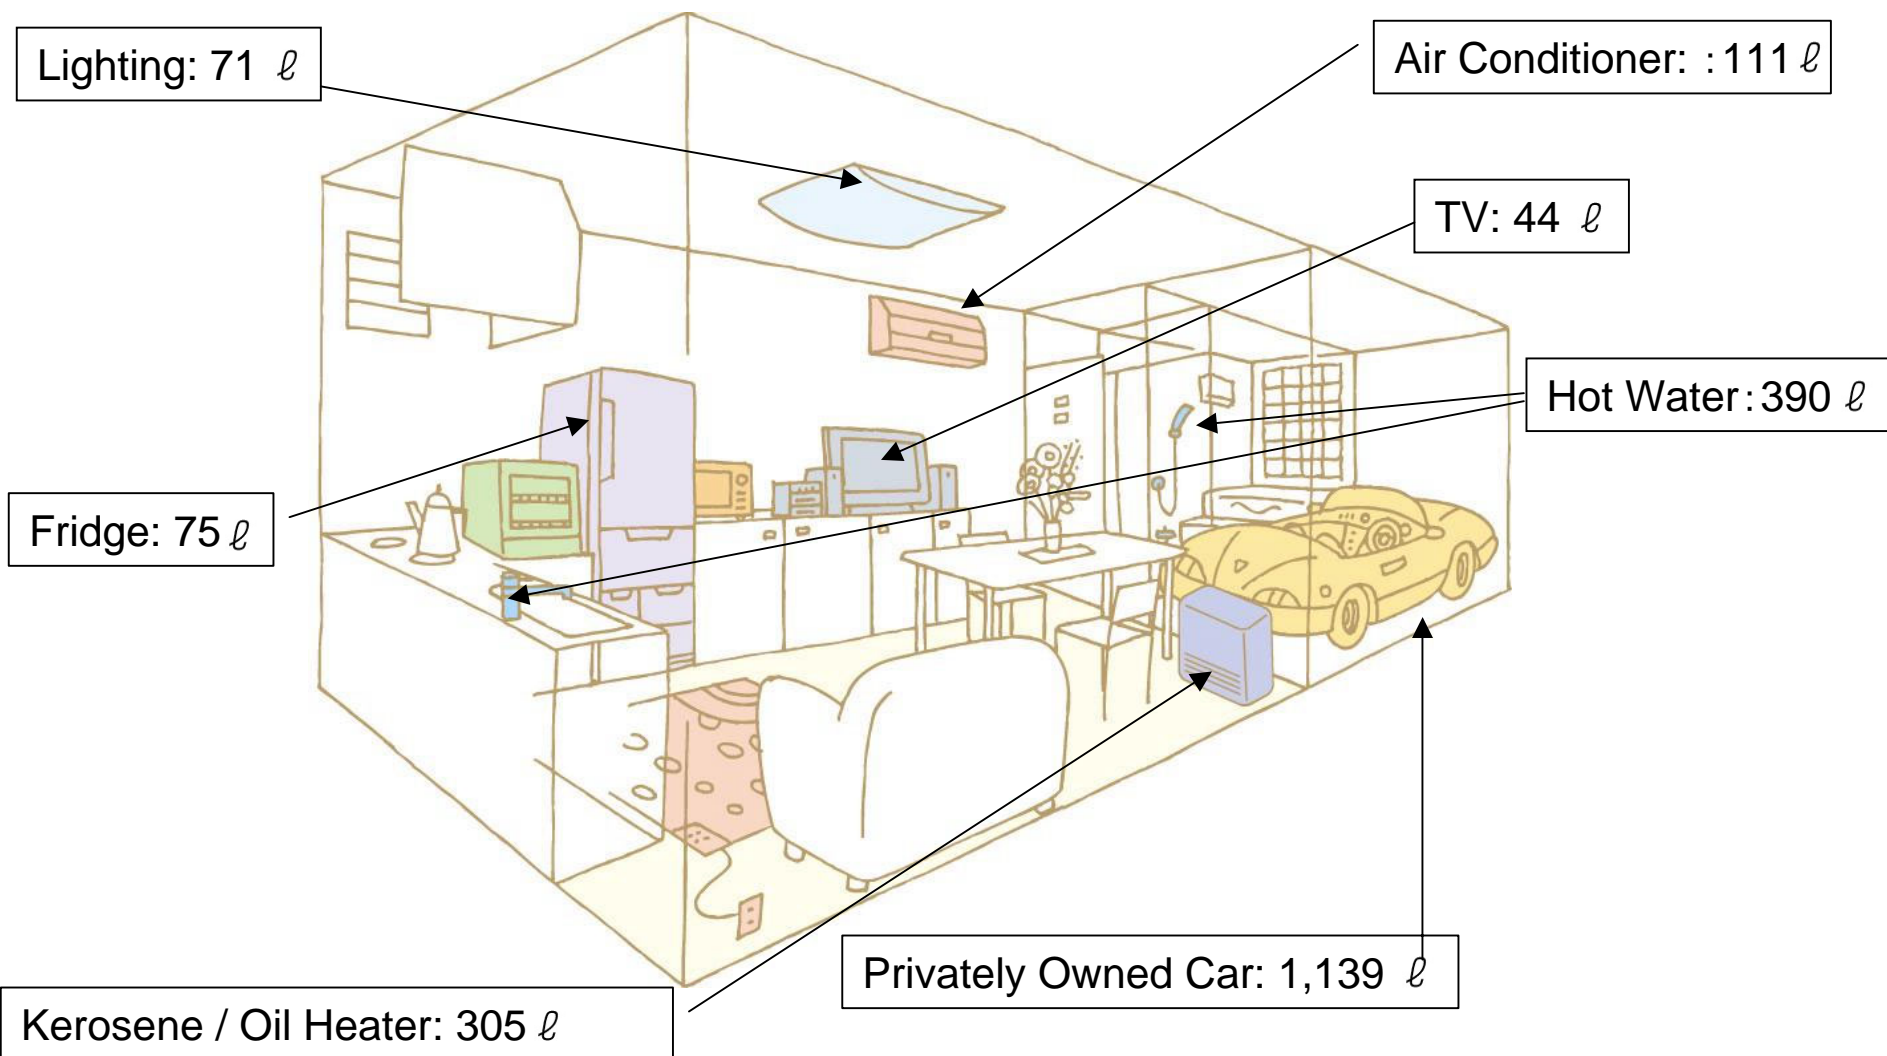 Lighting: 71 ℓ
Air Conditioner: :111 ℓ
TV: 44 ℓ
Hot Water:390 ℓ
Fridge: 75 ℓ
Privately Owned Car: 1,139 ℓ
Kerosene / Oil Heater: 305 ℓ